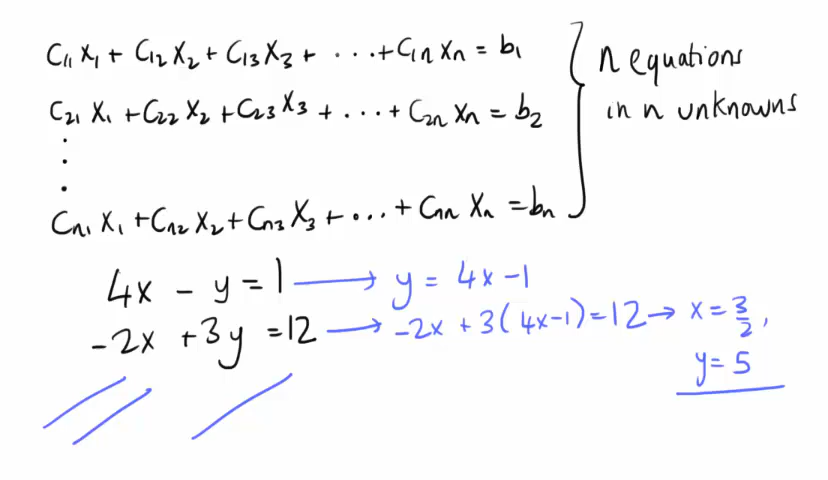 C₁₁ X₁ + C₁₂ X₂ + C₁₃ X₃ + ... + C₁n Xn = b₁
C₂₁ X₁ + C₂₂ X₂ + C₂₃ X₃ + ... + C₂n Xn = b₂
⋮
Cn₁ X₁ + Cn₂ X₂ + Cn₃ X₃ + ... + Cnn Xn = bn
n equations
in n unknowns
4x - y = 1 → y = 4x - 1
-2x + 3y = 12 → -2x + 3(4x-1) = 12 → x = 3/2,
y = 5